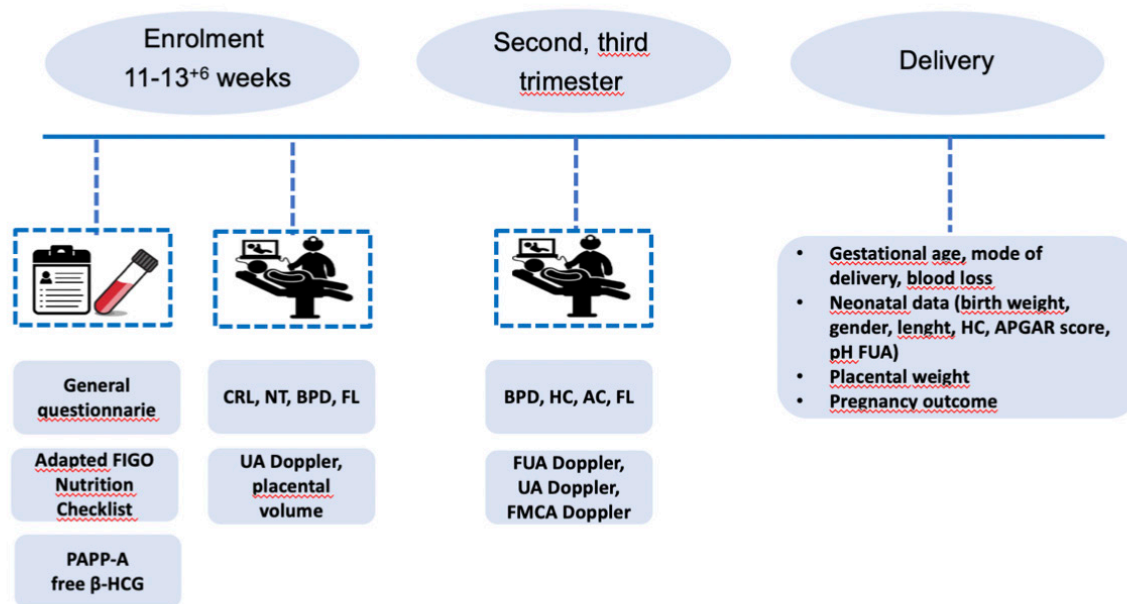 Enrolment
11-13+6 weeks
Second, third
trimester
Delivery
General
questionnarie
Adapted FIGO
Nutrition
Checklist
PAPP-A
free β-HCG
CRL, NT, BPD, FL
UA Doppler,
placental
volume
BPD, HC, AC, FL
FUA Doppler,
UA Doppler,
FMCA Doppler
• Gestational age, mode of
delivery, blood loss
• Neonatal data (birth weight,
gender, lenght, HC, APGAR score,
pH FUA)
• Placental weight
• Pregnancy outcome